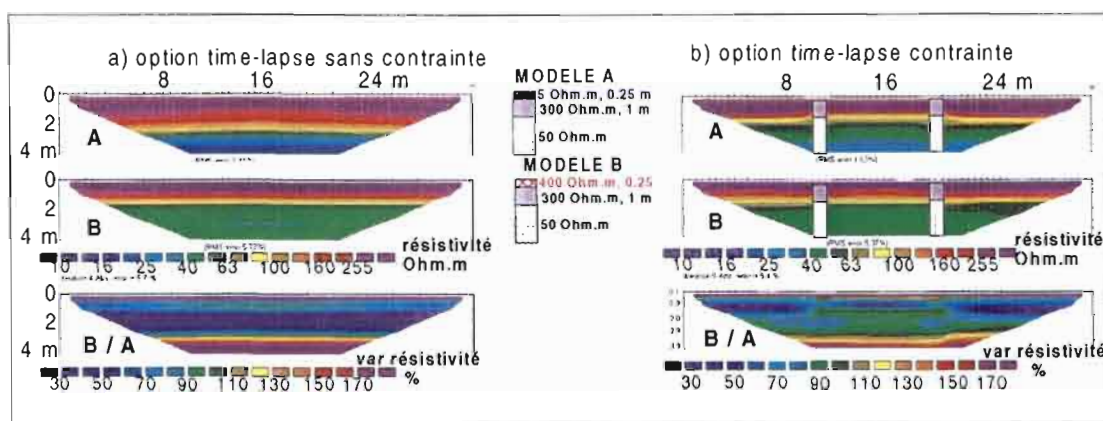 a) option time-lapse sans contrainte
8 16 24 m
0
2
4 m
A
0
2
4 m
B
résistivité
Ohm.m
10 16 25 40 63 100 160 255
0
2
4 m
B / A
var résistivité
%
30 50 70 90 110 130 150 170
MODELE A
5 Ohm.m, 0.25 m
300 Ohm.m, 1 m
50 Ohm.m
MODELE B
400 Ohm.m, 0.25
300 Ohm.m, 1 m
50 Ohm.m
b) option time-lapse contrainte
8 16 24 m
A
B
résistivité
Ohm.m
10 16 25 40 63 100 160 255
B / A
var résistivité
%
30 50 70 90 110 130 150 170